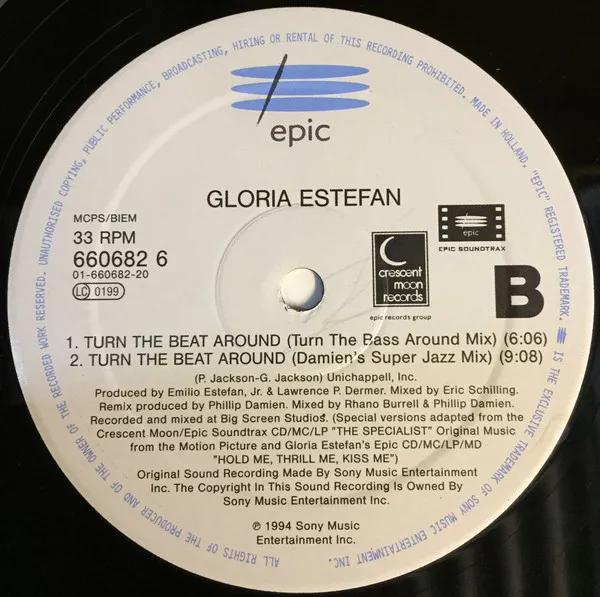 UNAUTHORISED COPYING, PUBLIC PERFORMANCE, BROADCASTING, HIRING OR RENTAL OF THIS RECORDING PROHIBITED. MADE IN HOLLAND. "EPIC" REGISTERED TRADEMARK. IS THE EXCLUSIVE TRADEMARK OF SONY MUSIC ENTERTAINMENT INC.
ALL RIGHTS OF THE PRODUCER AND OF THE OWNER OF THE RECORDED WORK RESERVED.
epic
GLORIA ESTEFAN
MCPS/BIEM
33 RPM
660682 6
01-660682-20
LC 0199
crescent
moon
records
epic records group
epic
EPIC SOUNDTRAX
B
1. TURN THE BEAT AROUND (Turn The Bass Around Mix) (6:06)
2. TURN THE BEAT AROUND (Damien's Super Jazz Mix) (9:08)
(P. Jackson-G. Jackson) Unichappell, Inc.
Produced by Emilio Estefan, Jr. & Lawrence P. Dermer. Mixed by Eric Schilling.
Remix produced by Phillip Damien. Mixed by Rhano Burrell & Phillip Damien.
Recorded and mixed at Big Screen Studios. (Special versions adapted from the
Crescent Moon/Epic Soundtrax CD/MC/LP "THE SPECIALIST" Original Music
from the Motion Picture and Gloria Estefan's Epic CD/MC/LP/MD
"HOLD ME, THRILL ME, KISS ME")
Original Sound Recording Made By Sony Music Entertainment
Inc. The Copyright In This Sound Recording Is Owned By
Sony Music Entertainment Inc.
℗ 1994 Sony Music
Entertainment Inc.